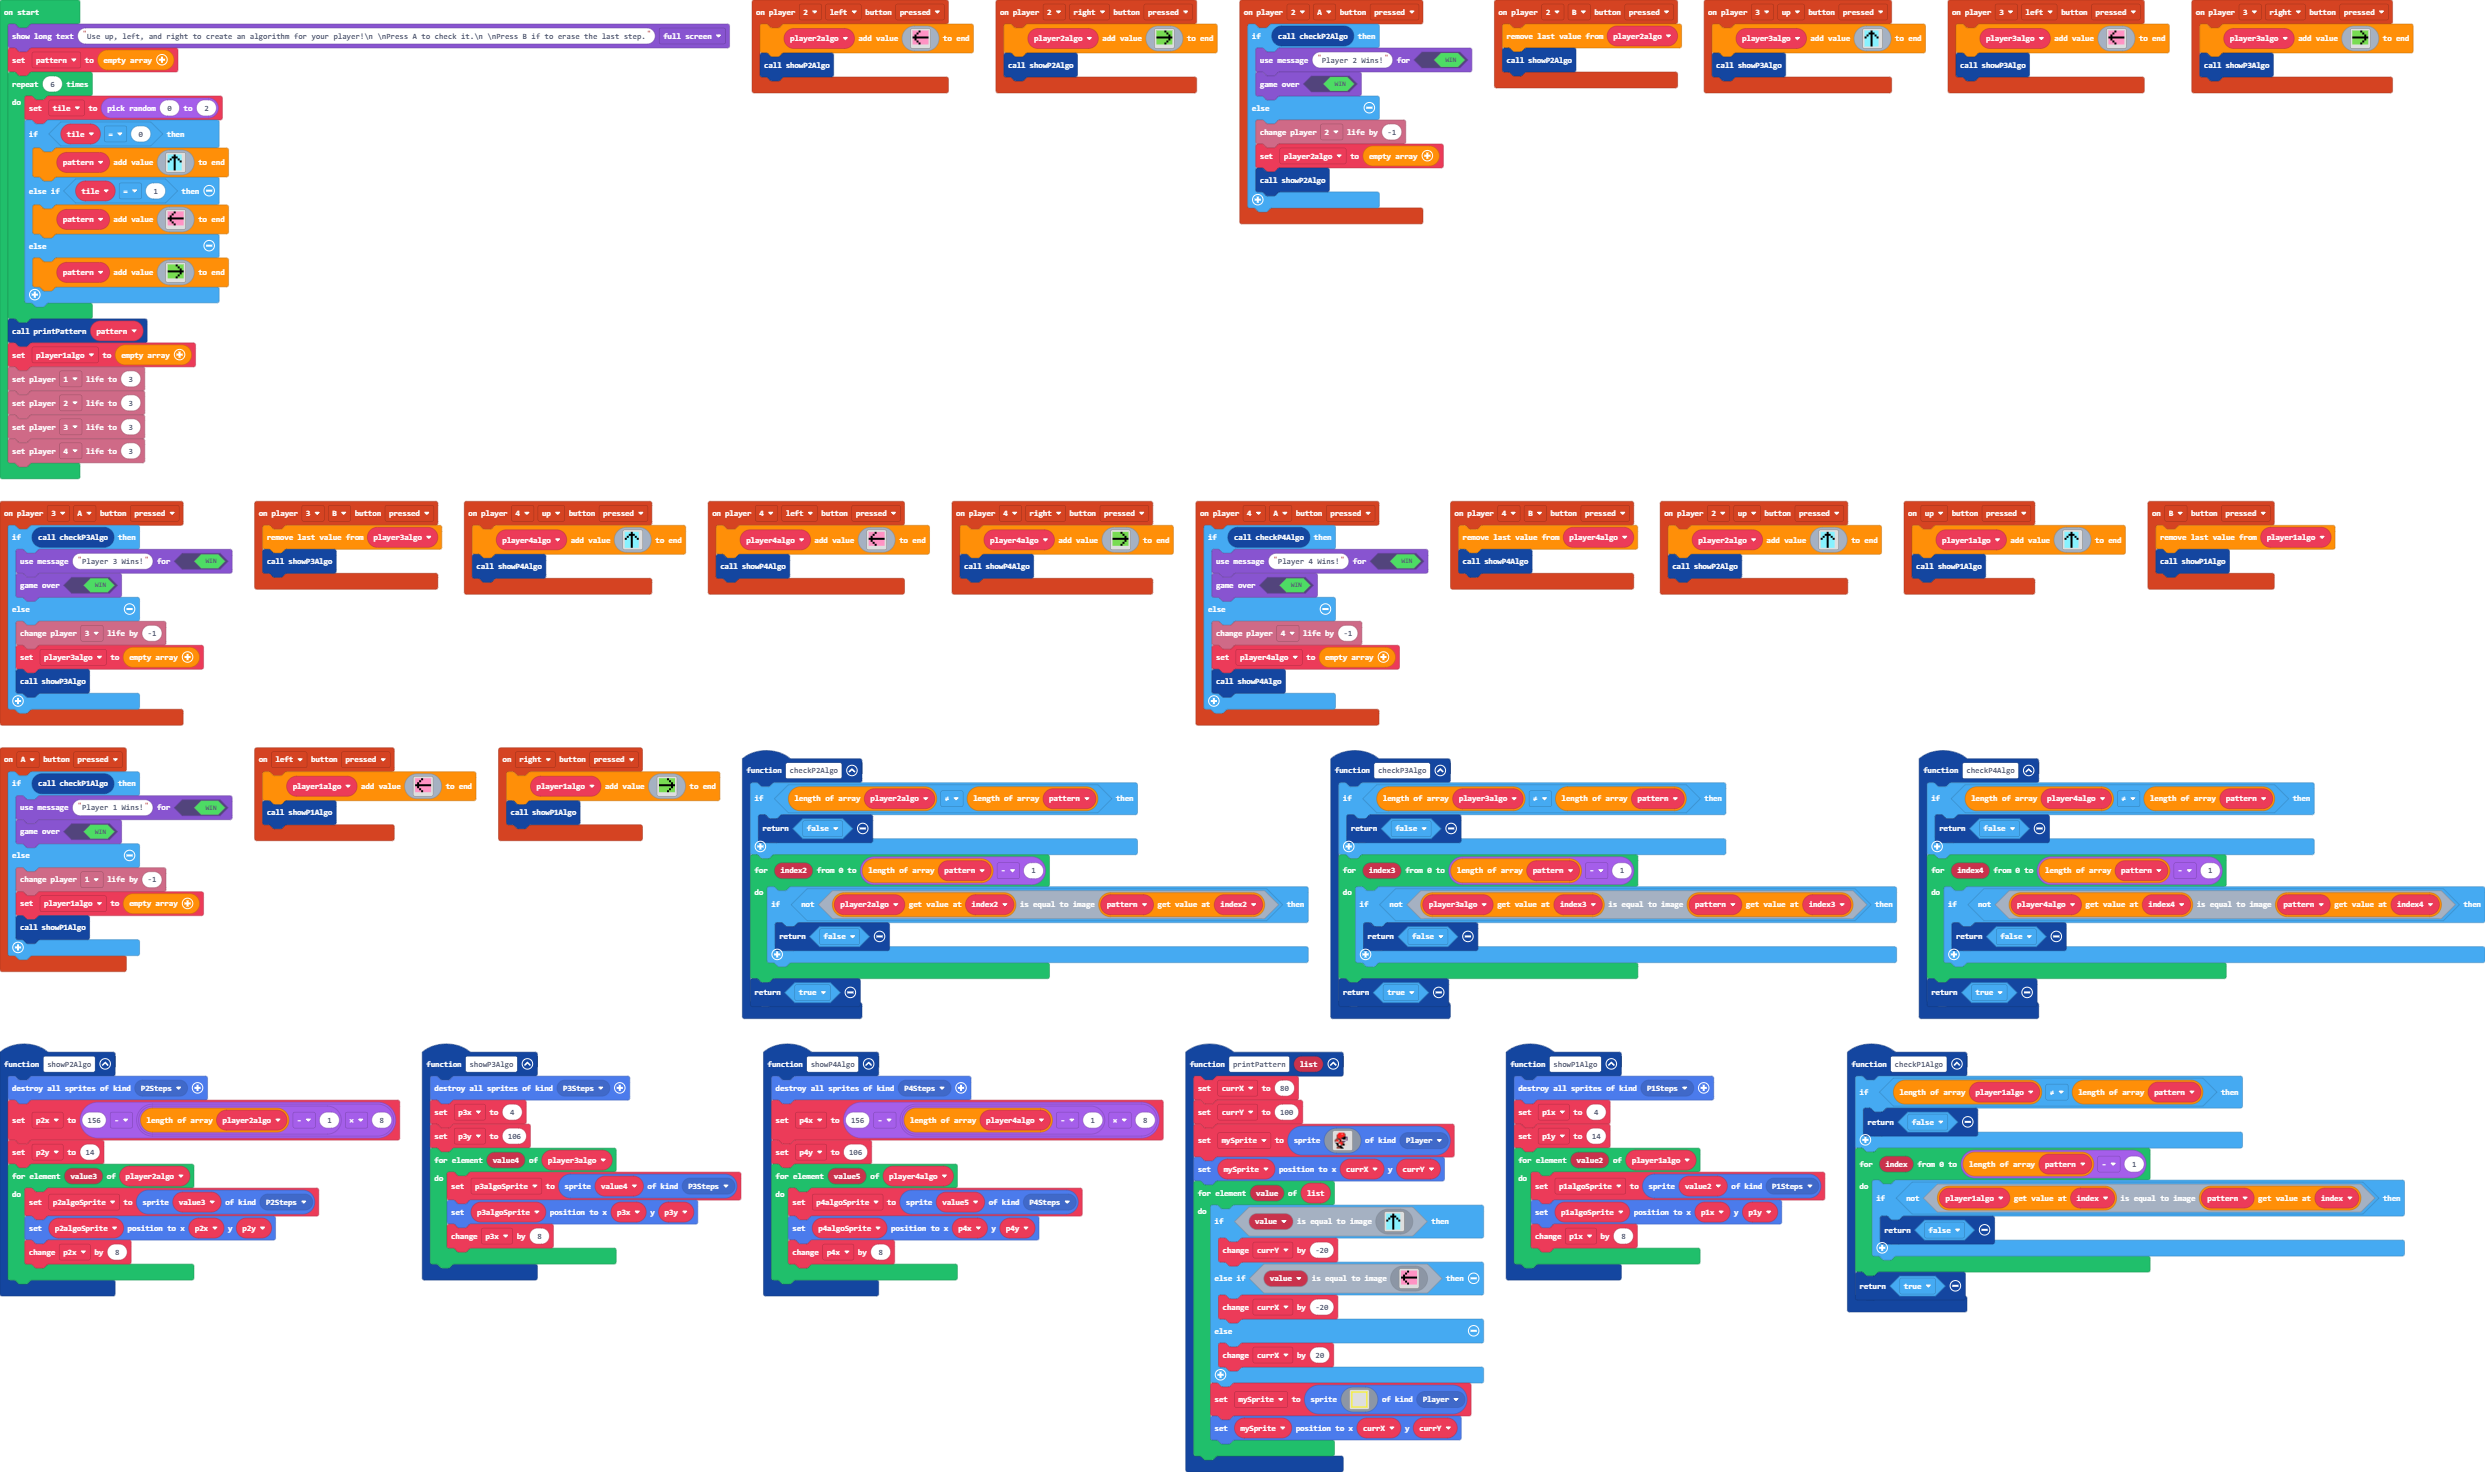 on start
show long text "Use up, left, and right to create an algorithm for your player!\n \nPress A to check it.\n \nPress B if to erase the last step." full screen
set pattern to empty array
repeat 6 times
do
set tile to pick random 0 to 2
if tile = 0 then
pattern add value to end
else if tile = 1 then
pattern add value to end
else
pattern add value to end
call printPattern pattern
set player1algo to empty array
set player 1 life to 3
set player 2 life to 3
set player 3 life to 3
set player 4 life to 3
on player 2 left button pressed
player2algo add value to end
call showP2Algo
on player 2 right button pressed
player2algo add value to end
call showP2Algo
on player 2 A button pressed
if call checkP2Algo then
use message "Player 2 Wins!" for WIN
game over WIN
else
change player 2 life by -1
set player2algo to empty array
call showP2Algo
on player 2 B button pressed
remove last value from player2algo
call showP2Algo
on player 3 up button pressed
player3algo add value to end
call showP3Algo
on player 3 left button pressed
player3algo add value to end
call showP3Algo
on player 3 right button pressed
player3algo add value to end
call showP3Algo
on player 3 A button pressed
if call checkP3Algo then
use message "Player 3 Wins!" for WIN
game over WIN
else
change player 3 life by -1
set player3algo to empty array
call showP3Algo
on player 3 B button pressed
remove last value from player3algo
call showP3Algo
on player 4 up button pressed
player4algo add value to end
call showP4Algo
on player 4 left button pressed
player4algo add value to end
call showP4Algo
on player 4 right button pressed
player4algo add value to end
call showP4Algo
on player 4 A button pressed
if call checkP4Algo then
use message "Player 4 Wins!" for WIN
game over WIN
else
change player 4 life by -1
set player4algo to empty array
call showP4Algo
on player 4 B button pressed
remove last value from player4algo
call showP4Algo
on player 2 up button pressed
player2algo add value to end
call showP2Algo
on up button pressed
player1algo add value to end
call showP1Algo
on B button pressed
remove last value from player1algo
call showP1Algo
on A button pressed
if call checkP1Algo then
use message "Player 1 Wins!" for WIN
game over WIN
else
change player 1 life by -1
set player1algo to empty array
call showP1Algo
on left button pressed
player1algo add value to end
call showP1Algo
on right button pressed
player1algo add value to end
call showP1Algo
function checkP2Algo
if length of array player2algo ≠ length of array pattern then
return false
for index2 from 0 to length of array pattern - 1
do
if not player2algo get value at index2 is equal to image pattern get value at index2 then
return false
return true
function checkP3Algo
if length of array player3algo ≠ length of array pattern then
return false
for index3 from 0 to length of array pattern - 1
do
if not player3algo get value at index3 is equal to image pattern get value at index3 then
return false
return true
function checkP4Algo
if length of array player4algo ≠ length of array pattern then
return false
for index4 from 0 to length of array pattern - 1
do
if not player4algo get value at index4 is equal to image pattern get value at index4 then
return false
return true
function showP2Algo
destroy all sprites of kind P2Steps
set p2x to 156 - length of array player2algo - 1 × 8
set p2y to 14
for element value3 of player2algo
do
set p2algoSprite to sprite value3 of kind P2Steps
set p2algoSprite position to x p2x y p2y
change p2x by 8
function showP3Algo
destroy all sprites of kind P3Steps
set p3x to 4
set p3y to 106
for element value4 of player3algo
do
set p3algoSprite to sprite value4 of kind P3Steps
set p3algoSprite position to x p3x y p3y
change p3x by 8
function showP4Algo
destroy all sprites of kind P4Steps
set p4x to 156 - length of array player4algo - 1 × 8
set p4y to 106
for element value5 of player4algo
do
set p4algoSprite to sprite value5 of kind P4Steps
set p4algoSprite position to x p4x y p4y
change p4x by 8
function printPattern list
set currX to 80
set currY to 100
set mySprite to sprite of kind Player
set mySprite position to x currX y currY
for element value of list
do
if value is equal to image then
change currY by -20
else if value is equal to image then
change currX by -20
else
change currX by 20
set mySprite to sprite of kind Player
set mySprite position to x currX y currY
function showP1Algo
destroy all sprites of kind P1Steps
set p1x to 4
set p1y to 14
for element value2 of player1algo
do
set p1algoSprite to sprite value2 of kind P1Steps
set p1algoSprite position to x p1x y p1y
change p1x by 8
function checkP1Algo
if length of array player1algo ≠ length of array pattern then
return false
for index from 0 to length of array pattern - 1
do
if not player1algo get value at index is equal to image pattern get value at index then
return false
return true